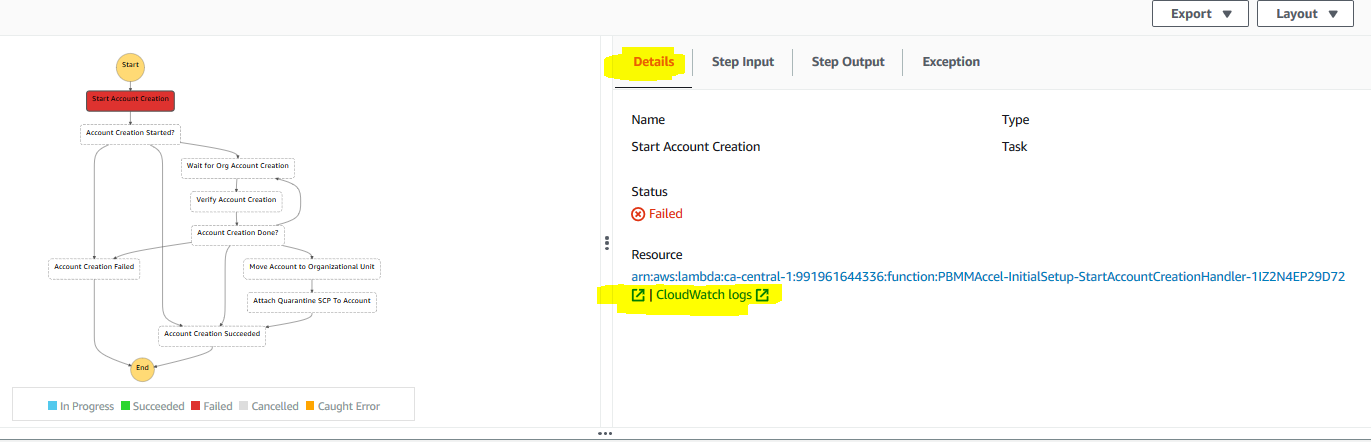 Export ▼
Layout ▼
Start
Start Account Creation
Account Creation Started?
Wait for Org Account Creation
Verify Account Creation
Account Creation Done?
Account Creation Failed
Move Account to Organizational Unit
Attach Quarantine SCP To Account
Account Creation Succeeded
End
In Progress
Succeeded
Failed
Cancelled
Caught Error
Details
Step Input
Step Output
Exception
Name
Type
Start Account Creation
Task
Status
Failed
Resource
arn:aws:lambda:ca-central-1:991961644336:function:PBMMAccel-InitialSetup-StartAccountCreationHandler-1IZ2N4EP29D72
| CloudWatch logs